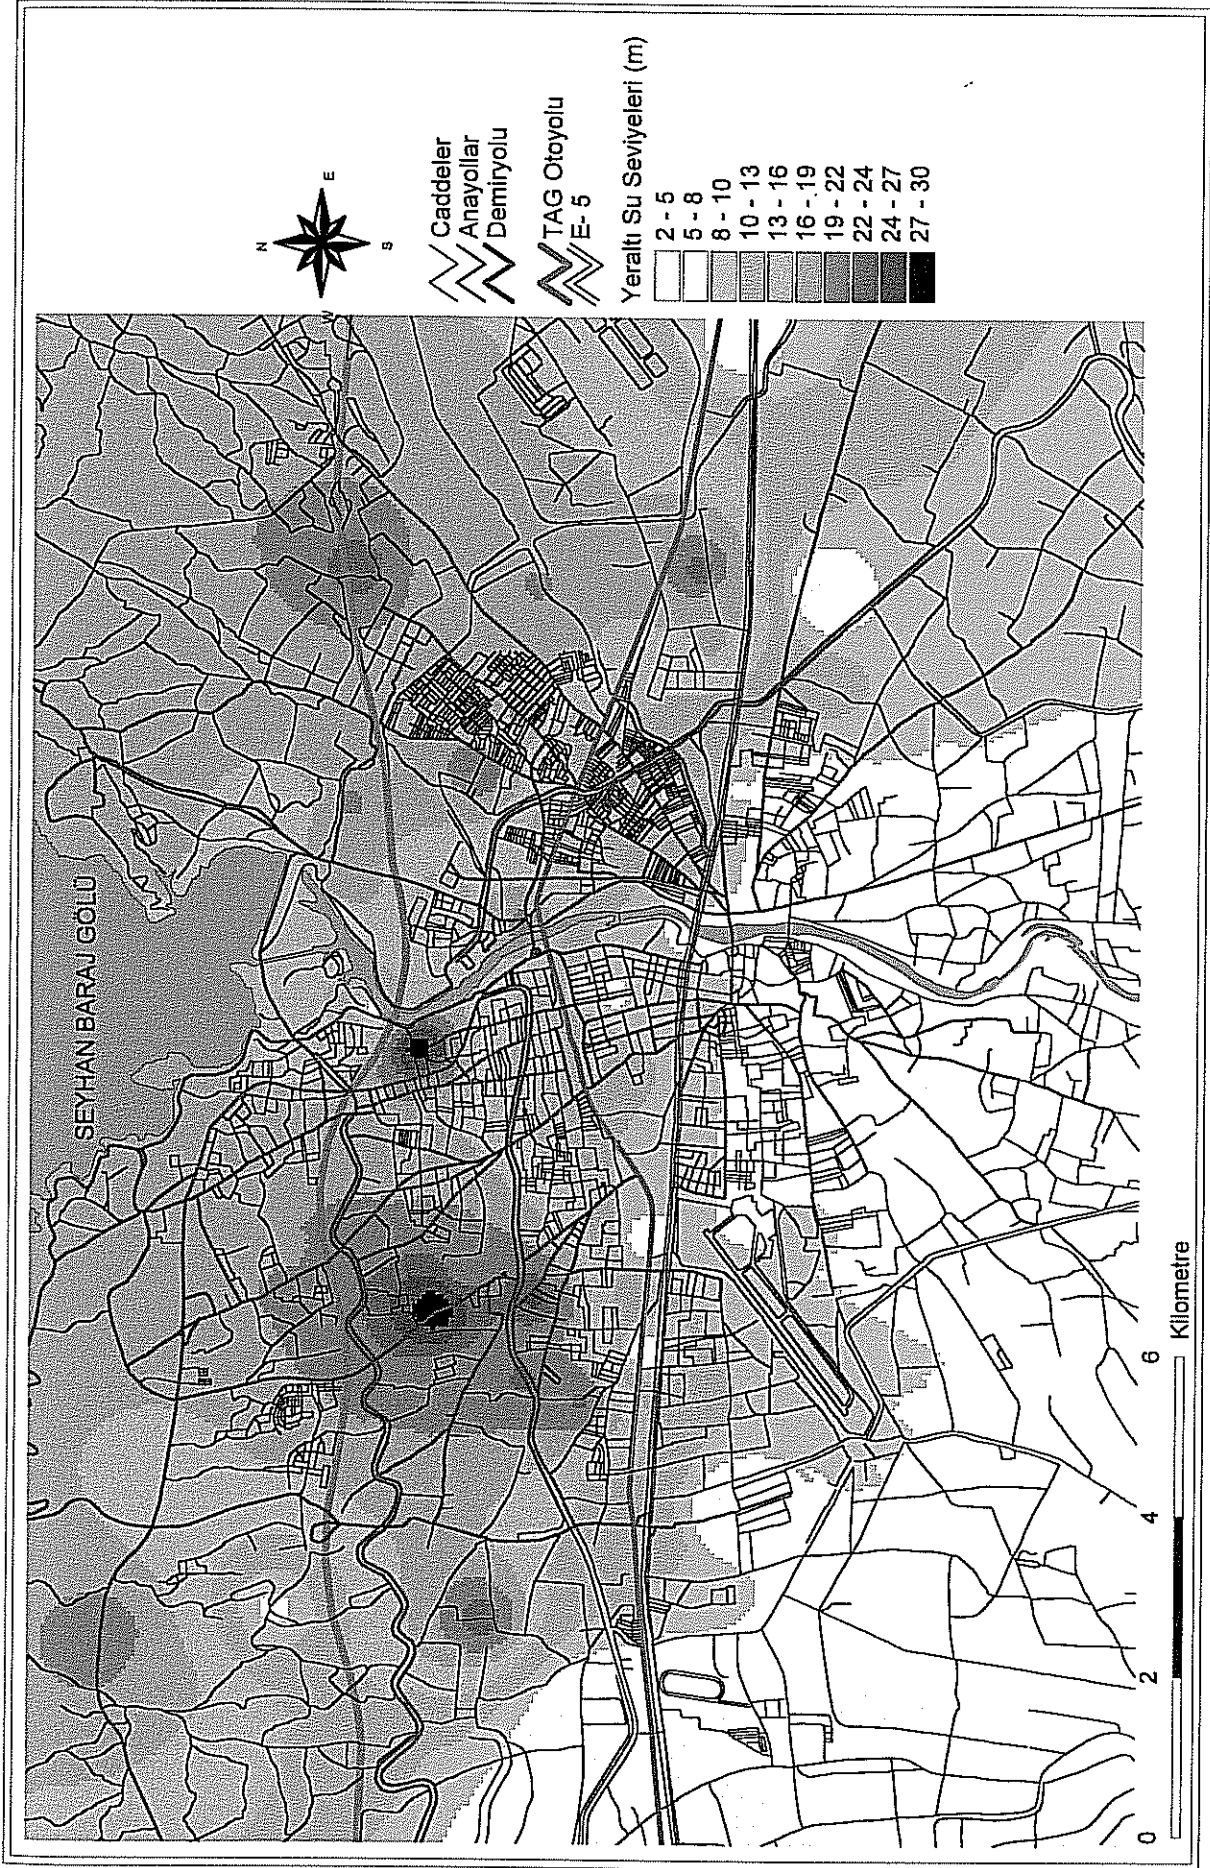 SEYHAN BARAJ GÖLÜ
N
E
S
W
Caddeler
Anayollar
Demiryolu
TAG Otoyolu
E- 5
Yeraltı Su Seviyeleri (m)
2 - 5
5 - 8
8 - 10
10 - 13
13 - 16
16 - 19
19 - 22
22 - 24
24 - 27
27 - 30
0 2 4 6 Kilometre